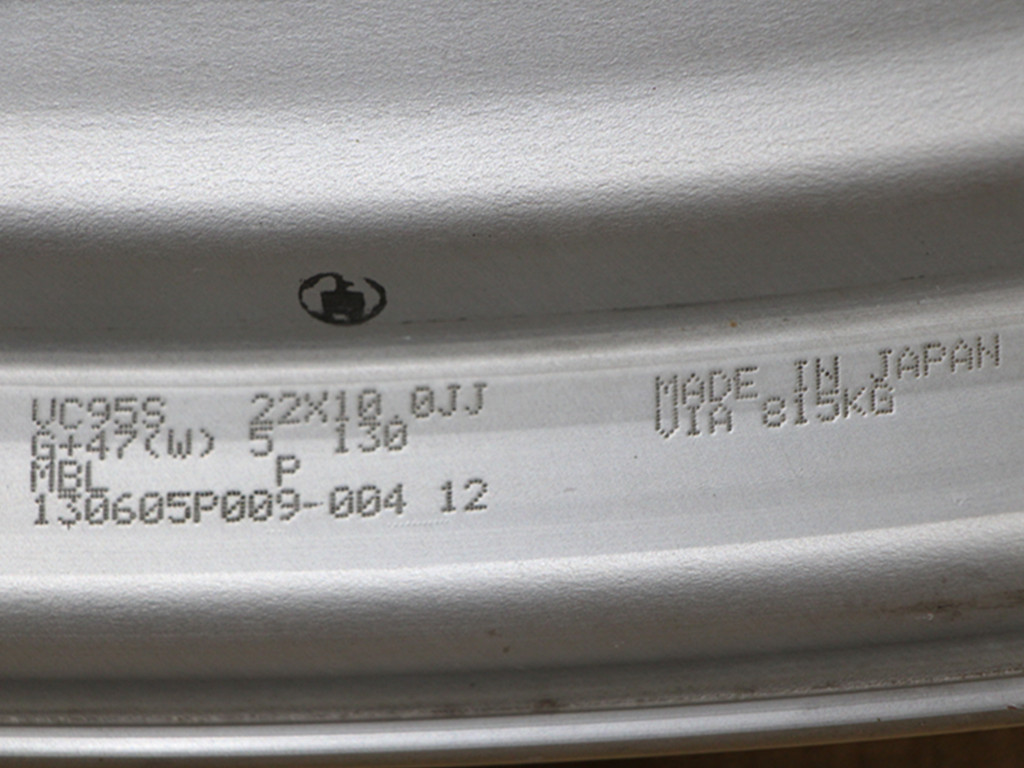 VC95S 22X10.0JJ
G+47(W) 5 130
MBL P
130605P009-004 12
MADE IN JAPAN
VIA 815KG